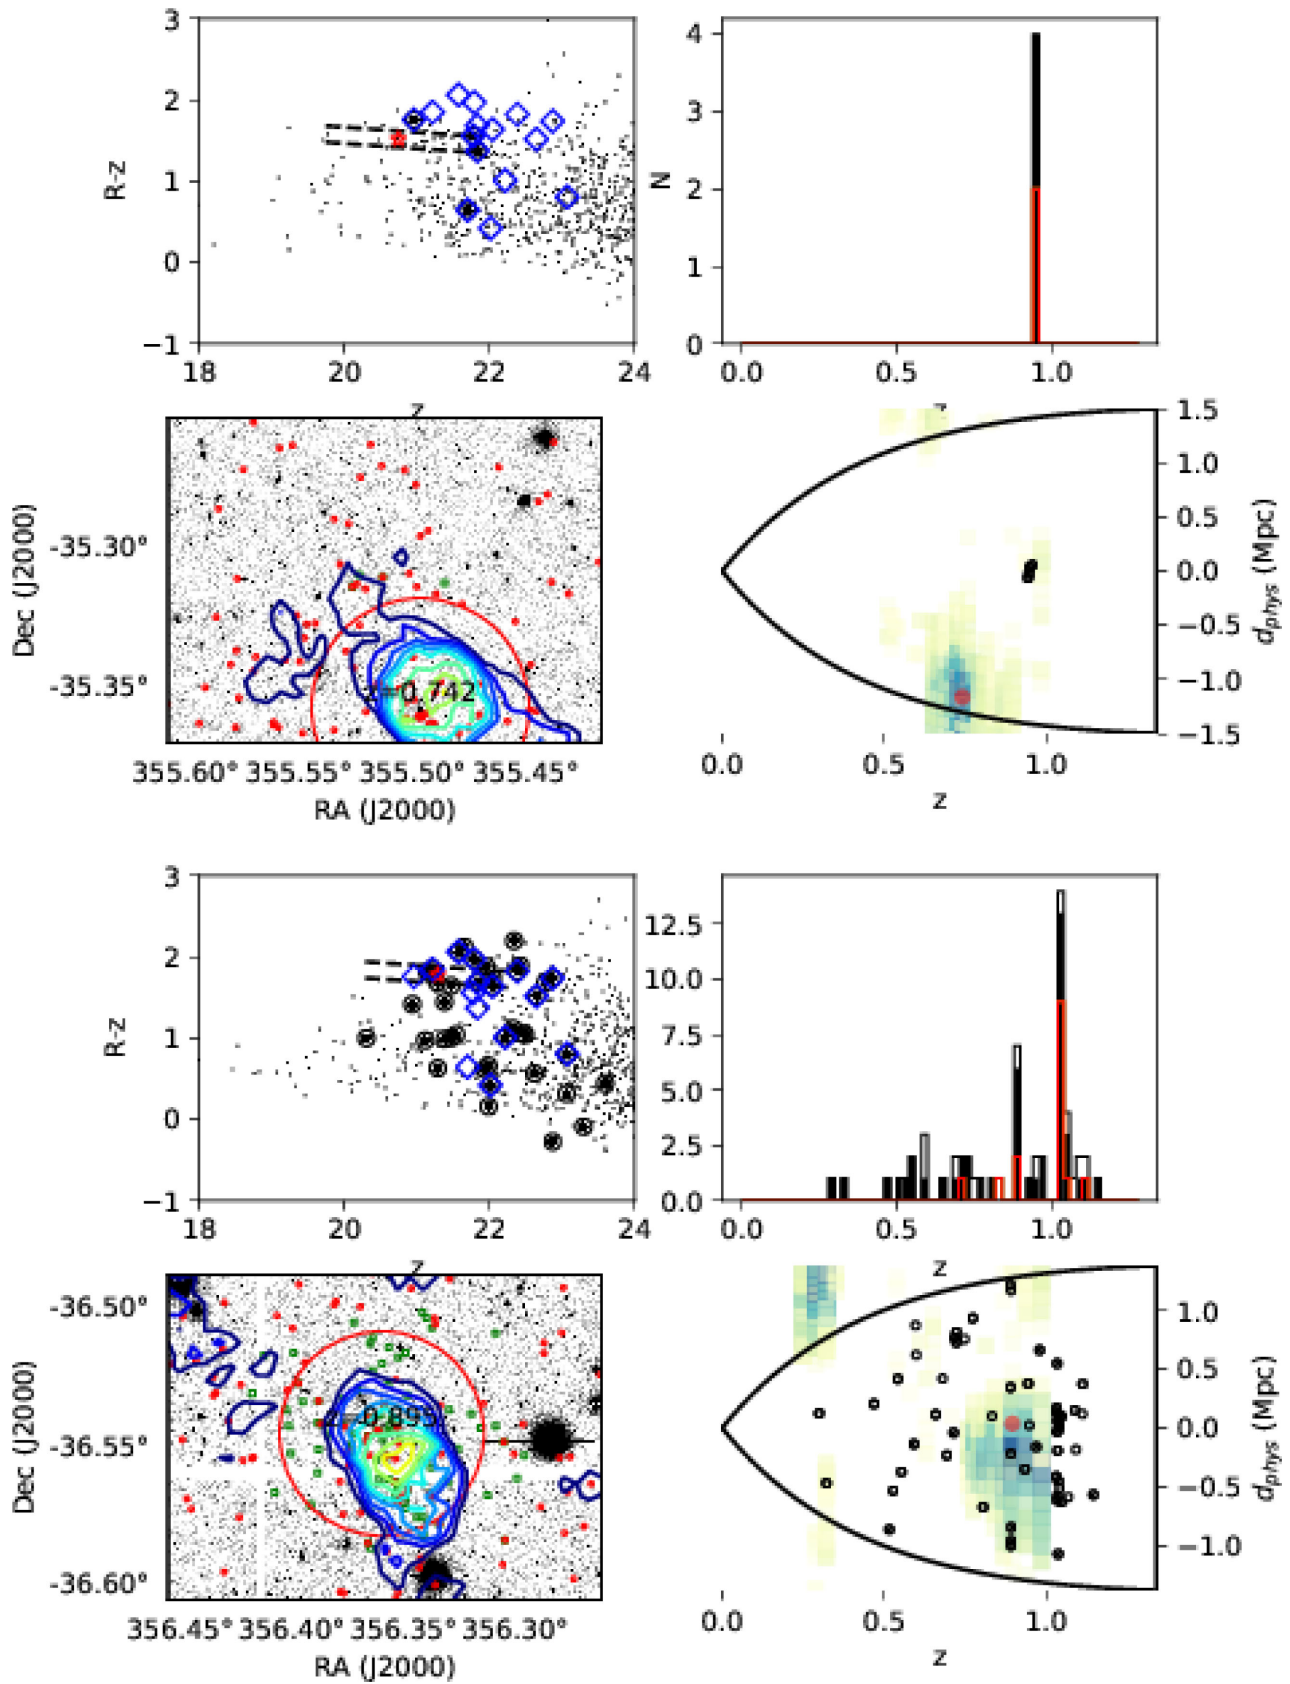 3
2
1
0
−1
R-z
18 20 22 24
z
4
3
2
1
0
N
0.0 0.5 1.0
z
-35.30°
-35.35°
Dec (J2000)
z=0.742
355.60° 355.55° 355.50° 355.45°
RA (J2000)
1.5
1.0
0.5
0.0
−0.5
−1.0
−1.5
d_phys (Mpc)
0.0 0.5 1.0
z
3
2
1
0
−1
R-z
18 20 22 24
z
12.5
10.0
7.5
5.0
2.5
0.0
0.0 0.5 1.0
z
-36.50°
-36.55°
-36.60°
Dec (J2000)
z=0.895
356.45° 356.40° 356.35° 356.30°
RA (J2000)
1.0
0.5
0.0
−0.5
−1.0
d_phys (Mpc)
0.0 0.5 1.0
z